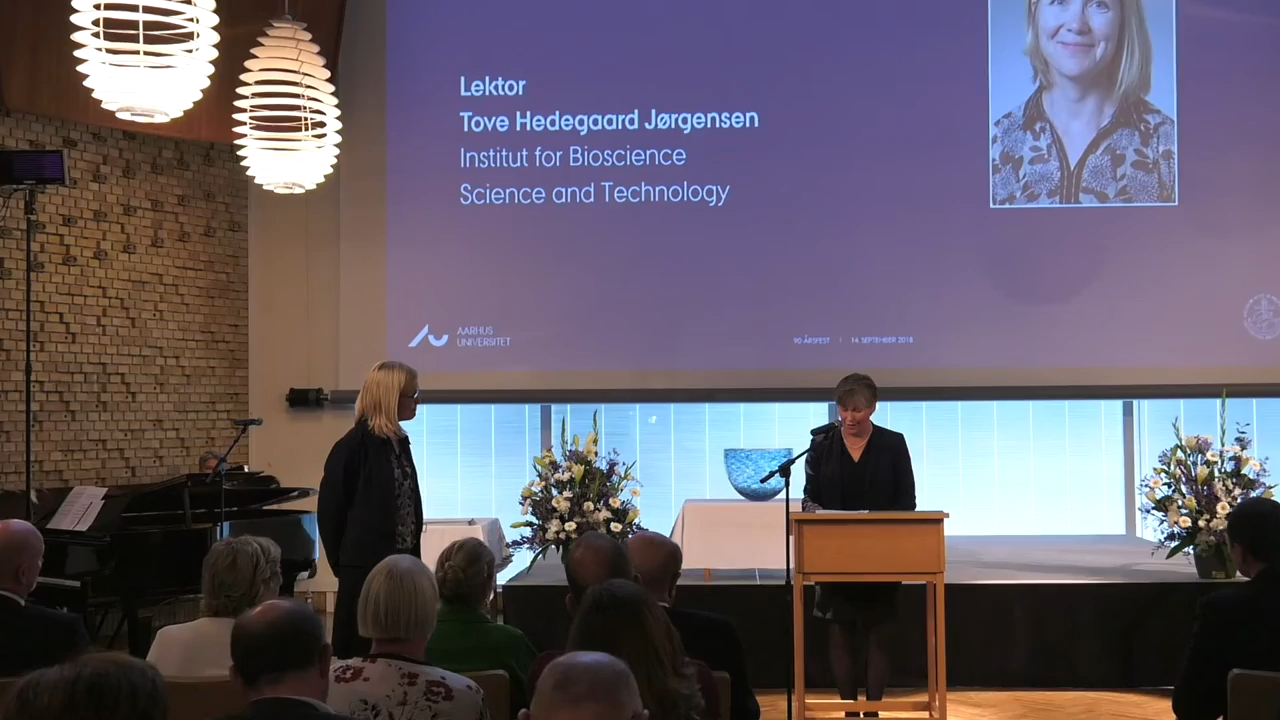 Lektor
Tove Hedegaard Jørgensen
Institut for Bioscience
Science and Technology
AARHUS
UNIVERSITET
90 ÅRSFEST | 14. SEPTEMBER 2018